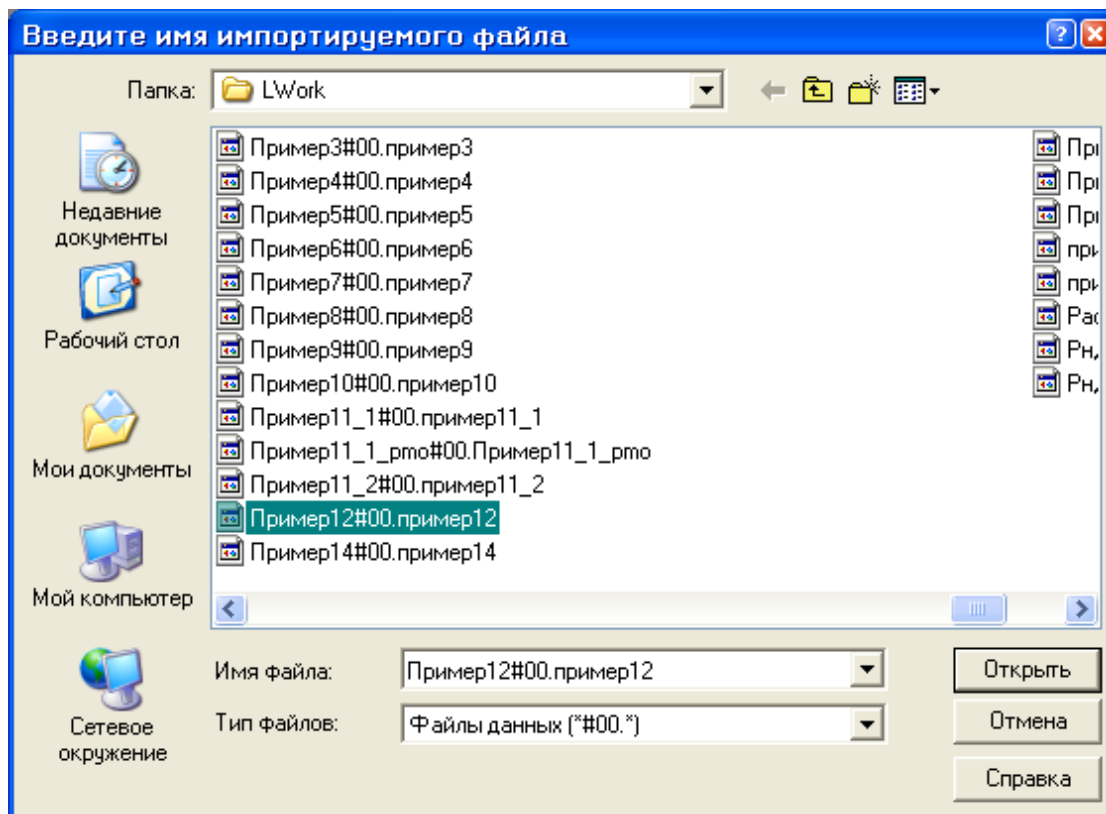 Введите имя импортируемого файла
Папка: LWork
Недавние
документы
Рабочий стол
Мои документы
Мой компьютер
Сетевое
окружение
Пример3#00.пример3
Пример4#00.пример4
Пример5#00.пример5
Пример6#00.пример6
Пример7#00.пример7
Пример8#00.пример8
Пример9#00.пример9
Пример10#00.пример10
Пример11_1#00.пример11_1
Пример11_1_pmo#00.Пример11_1_pmo
Пример11_2#00.пример11_2
Пример12#00.пример12
Пример14#00.пример14
Имя файла: Пример12#00.пример12 Открыть
Тип файлов: Файлы данных (*#00.*) Отмена
Справка